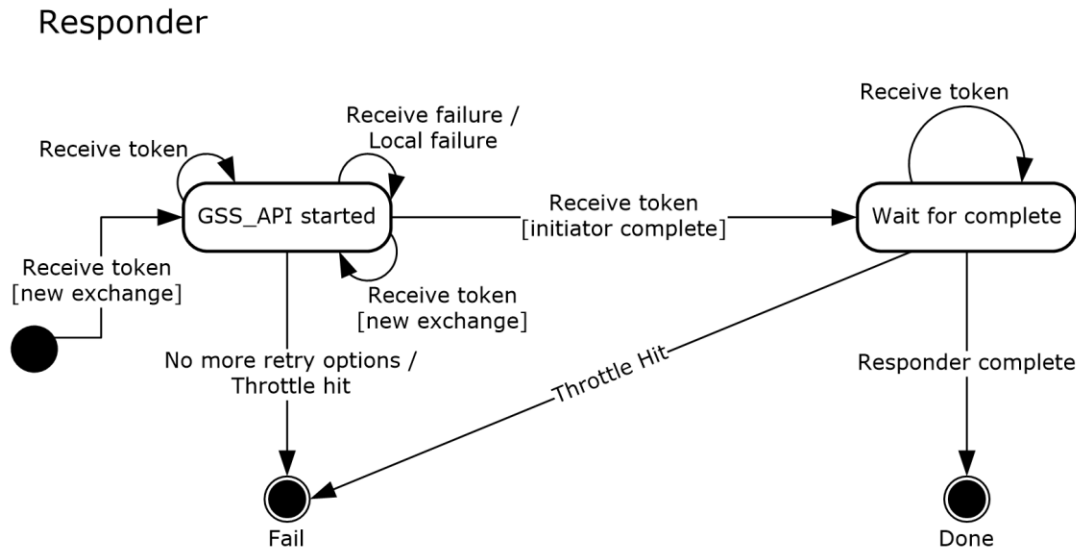 Responder
Receive token
Receive failure /
Local failure
Receive token
GSS_API started
Receive token
[initiator complete]
Wait for complete
Receive token
[new exchange]
Receive token
[new exchange]
No more retry options /
Throttle hit
Throttle Hit
Responder complete
Fail
Done